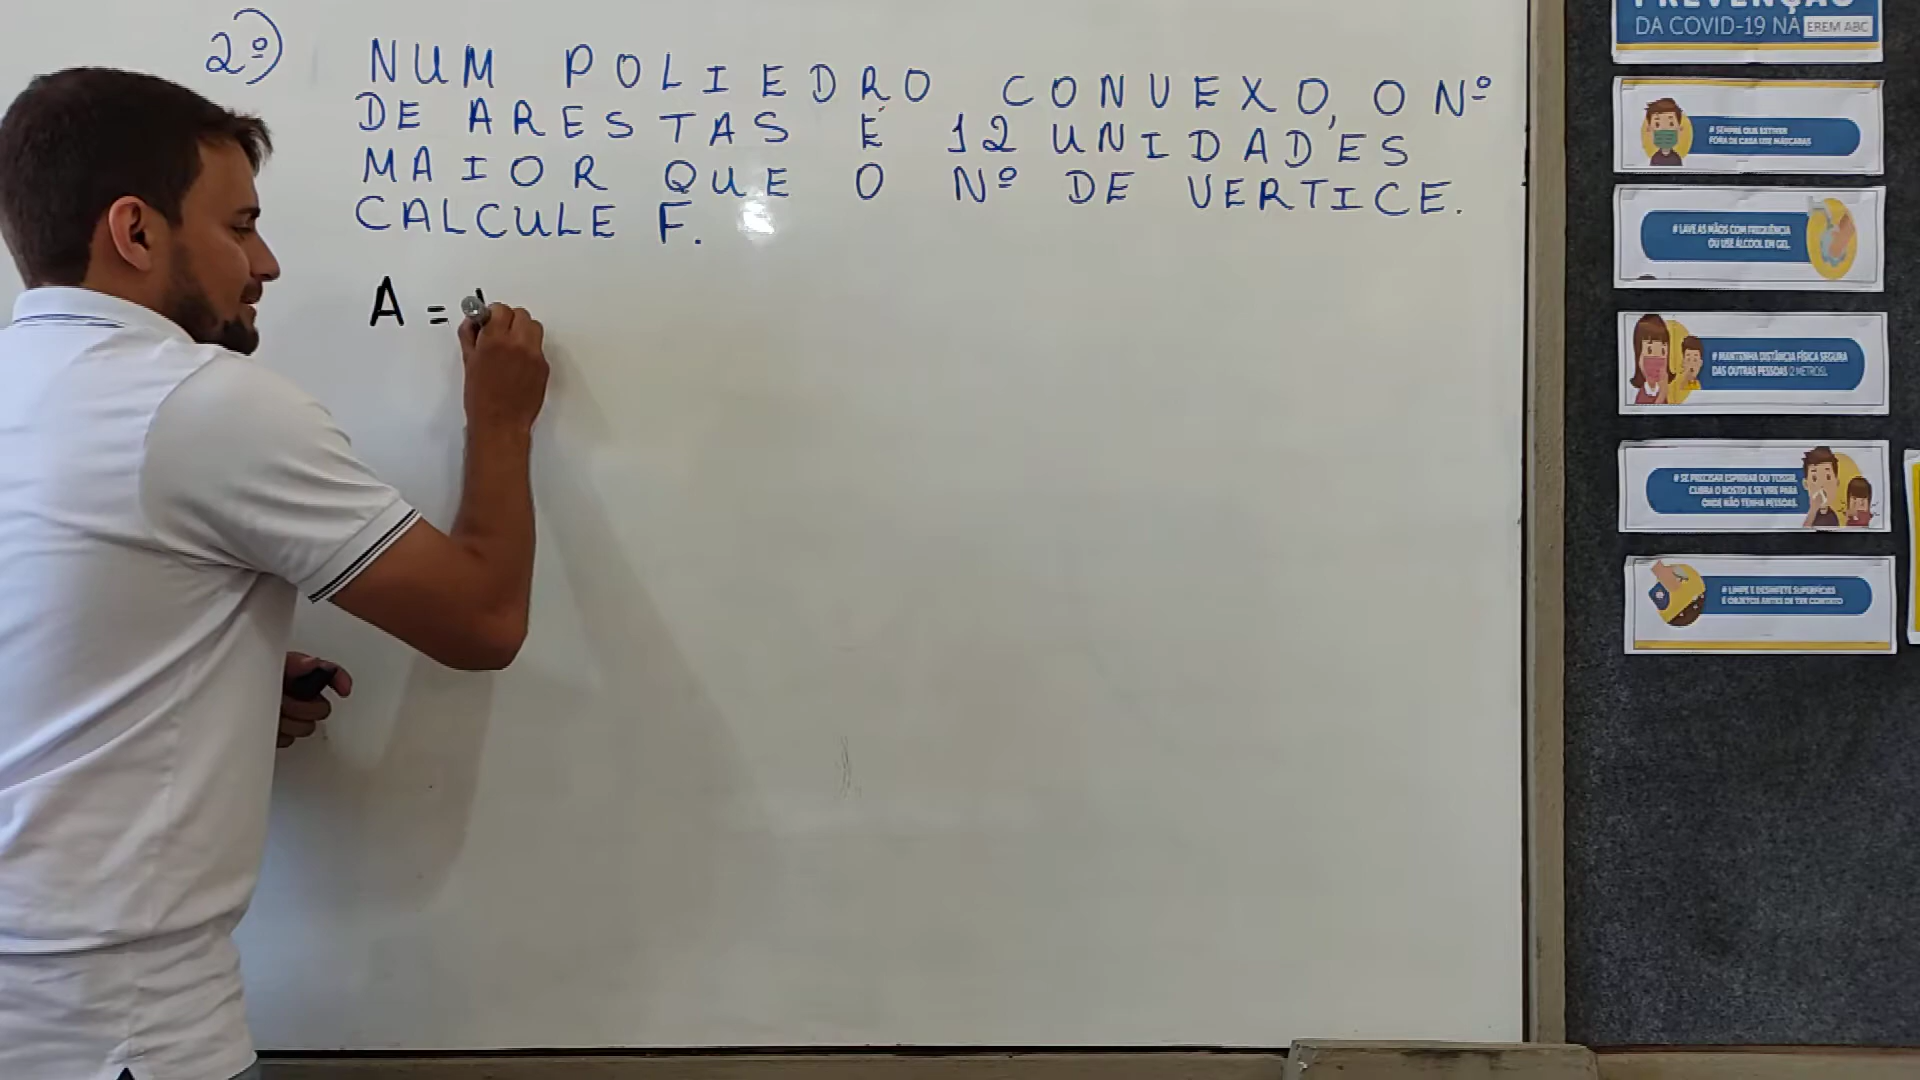 2º)
NUM POLIEDRO CONVEXO, O Nº
DE ARESTAS É 12 UNIDADES
MAIOR QUE O Nº DE VERTICE.
CALCULE F.
A =
PREVENÇÃO
DA COVID-19 NA EREM ABC
# SEMPRE QUE ESTIVER
FORA DE CASA USE MÁSCARAS
# LAVE AS MÃOS COM FREQUÊNCIA
OU USE ÁLCOOL EM GEL.
# MANTENHA DISTÂNCIA FÍSICA SEGURA
DAS OUTRAS PESSOAS (2 METROS).
# SE PRECISAR ESPIRRAR OU TOSSIR,
CUBRA O ROSTO E SE VIRE PARA
ONDE NÃO TENHA PESSOAS.
# LIMPE E DESINFETE SUPERFÍCIES
E OBJETOS ANTES DE TER CONTATO